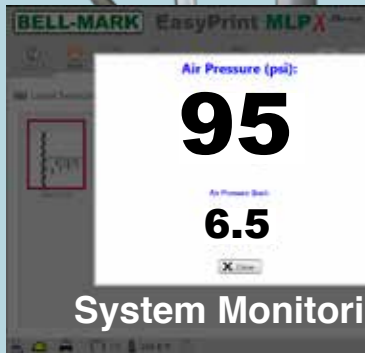 BELL-MARK EasyPrint MLPX
Air Pressure (psi):
95
Air Pressure (bar):
6.5
X Close
System Monitori